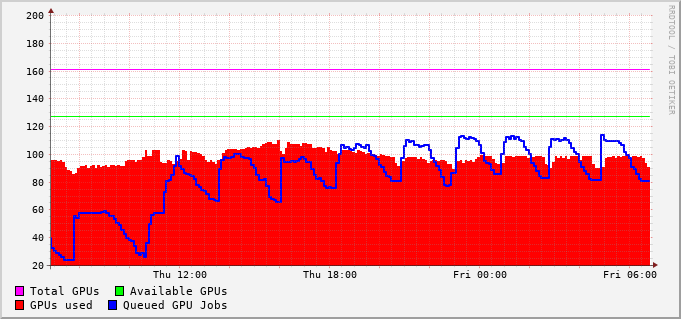 200
180
160
140
120
100
80
60
40
20
Thu 12:00 Thu 18:00 Fri 00:00 Fri 06:00
Total GPUs Available GPUs
GPUs used Queued GPU Jobs
RRDTOOL / TOBI OETIKER